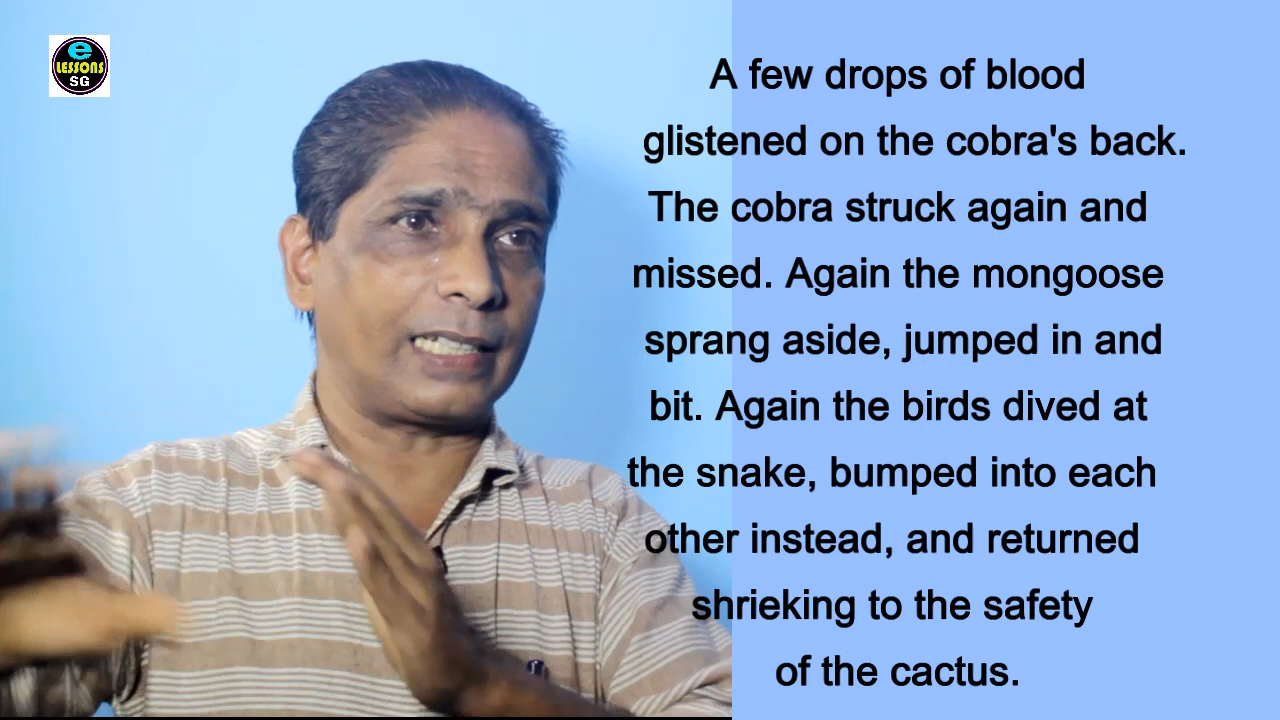 e
LESSONS
SG
A few drops of blood
glistened on the cobra's back.
The cobra struck again and
missed. Again the mongoose
sprang aside, jumped in and
bit. Again the birds dived at
the snake, bumped into each
other instead, and returned
shrieking to the safety
of the cactus.